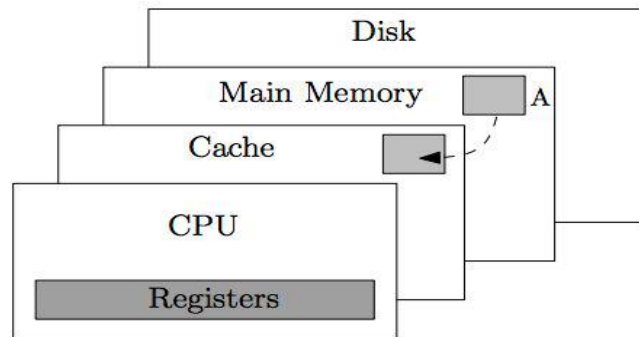 Disk
Main Memory
A
Cache
CPU
Registers